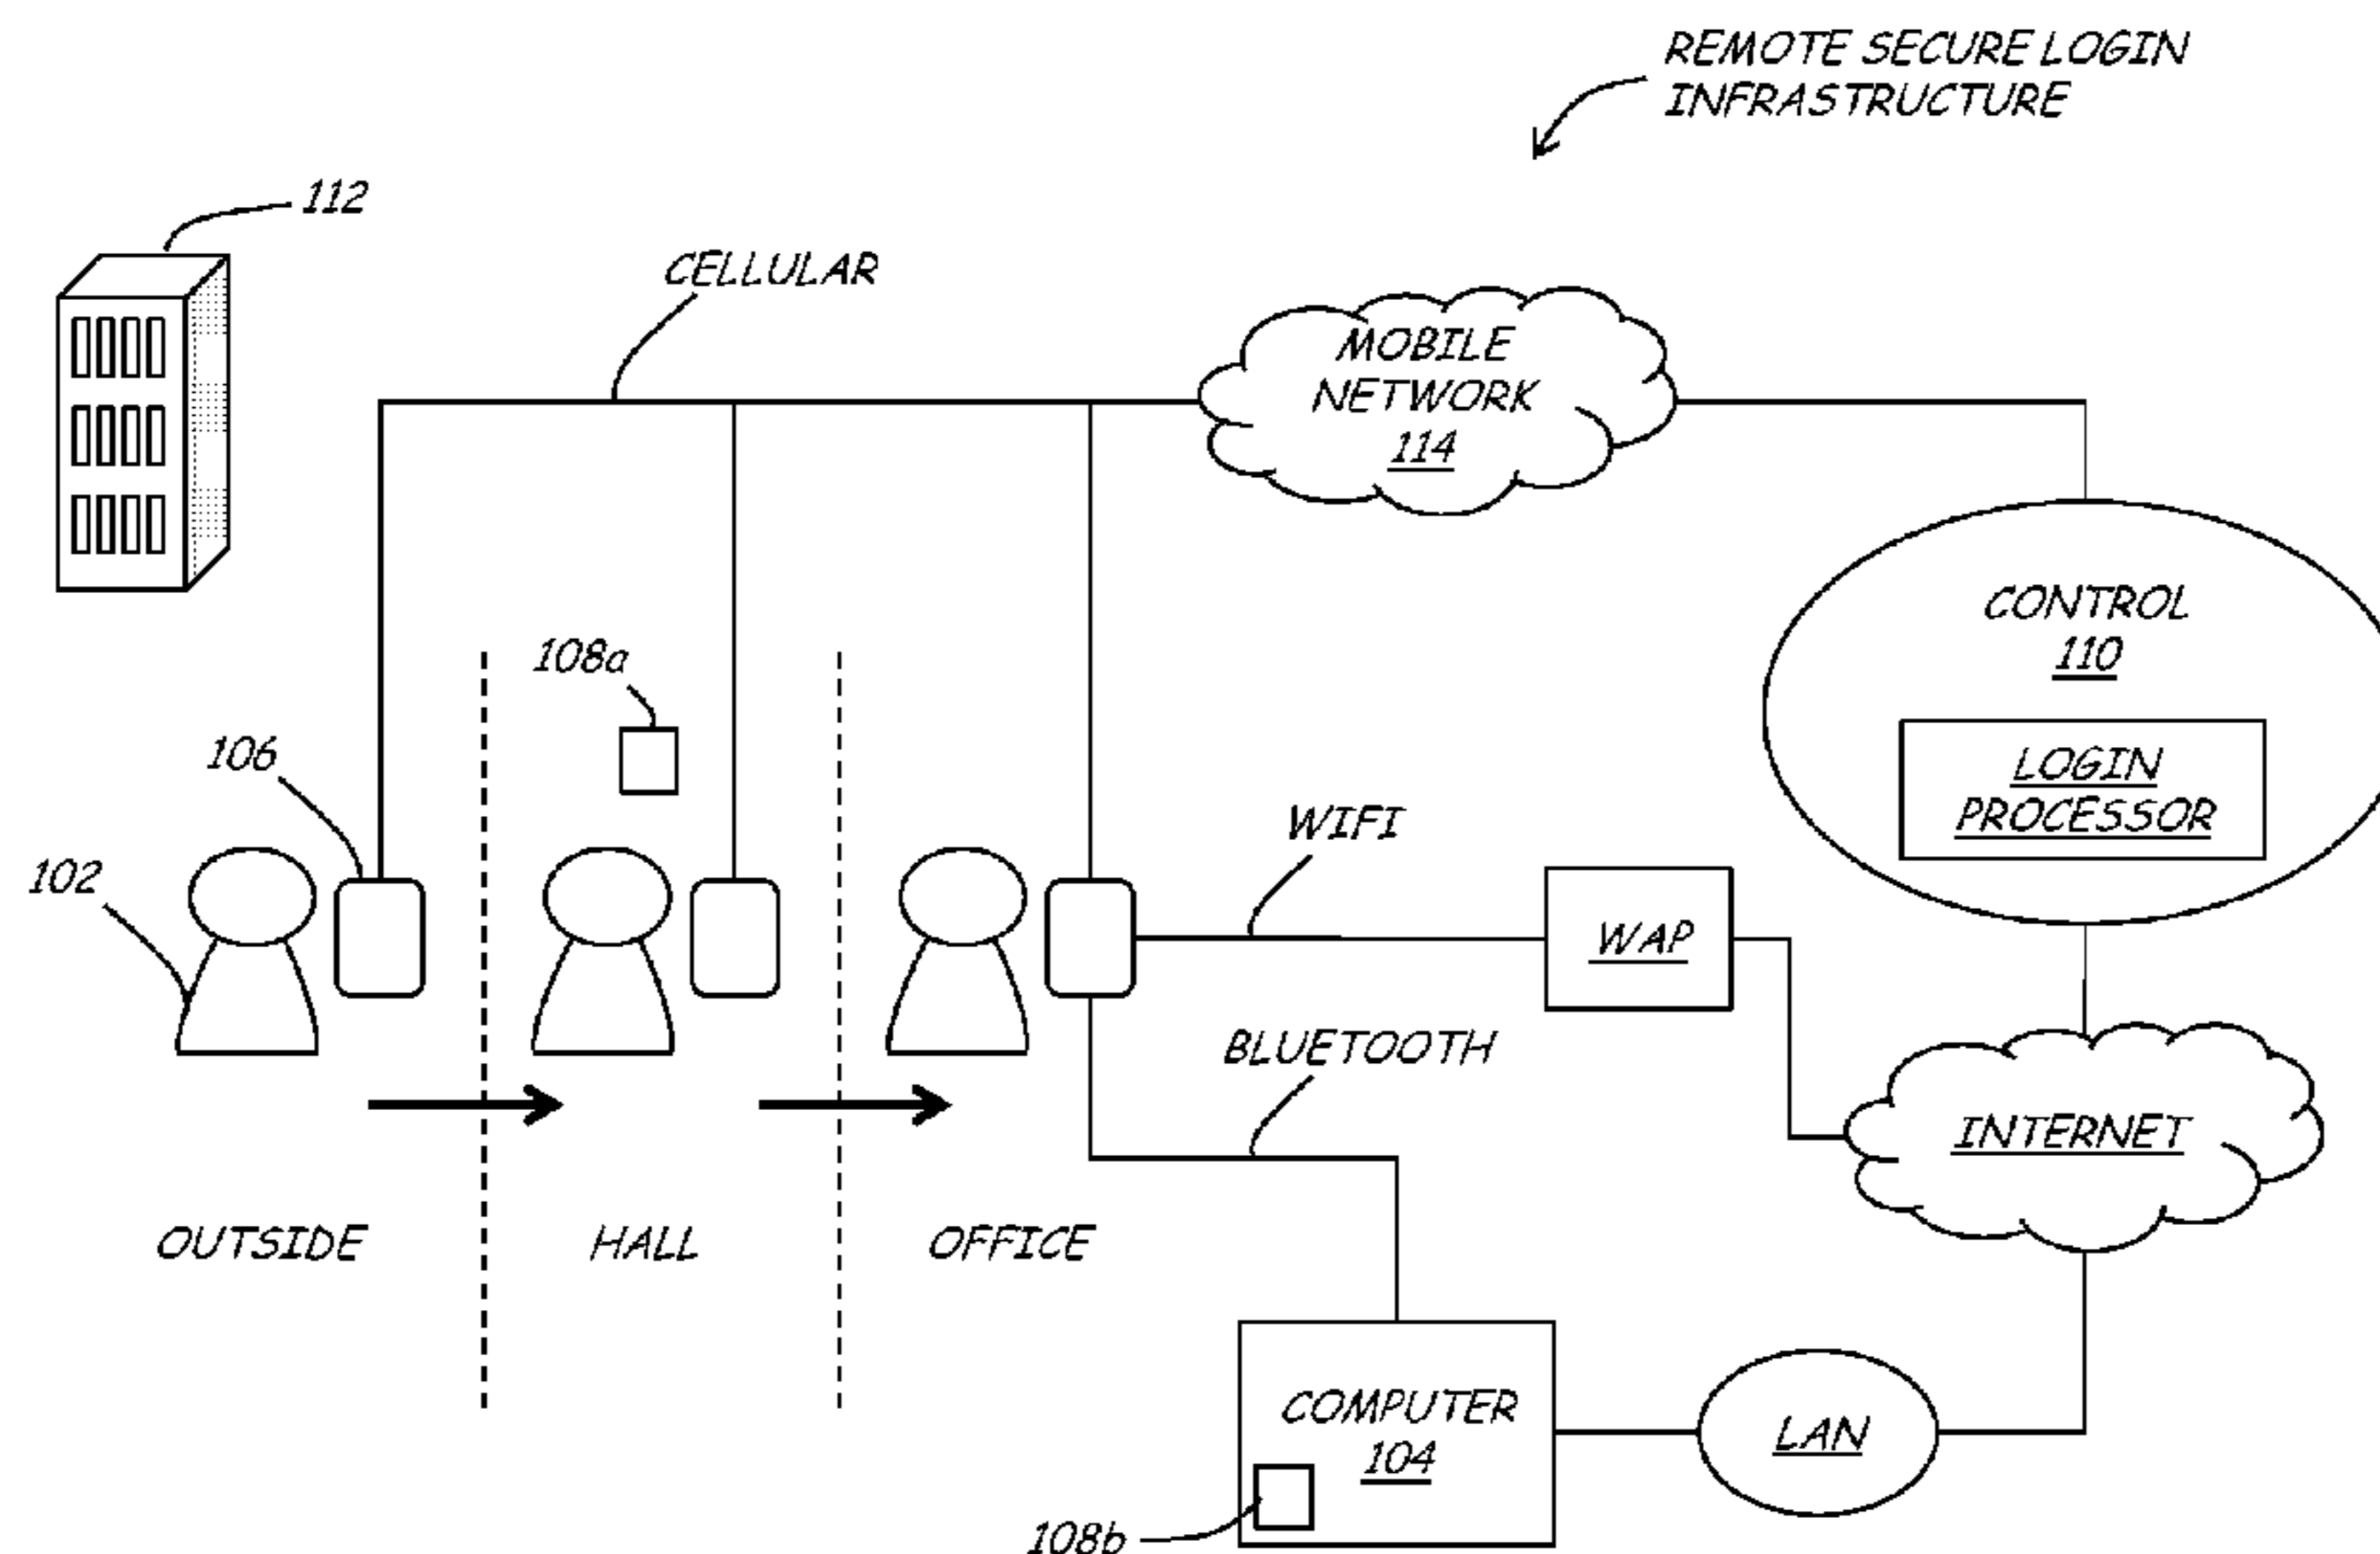 REMOTE SECURE LOGIN
INFRASTRUCTURE
112
CELLULAR
MOBILE
NETWORK
114
CONTROL
110
108a
106
LOGIN
PROCESSOR
WIFI
102
WAP
BLUETOOTH
INTERNET
OUTSIDE
HALL
OFFICE
COMPUTER
104
LAN
108b